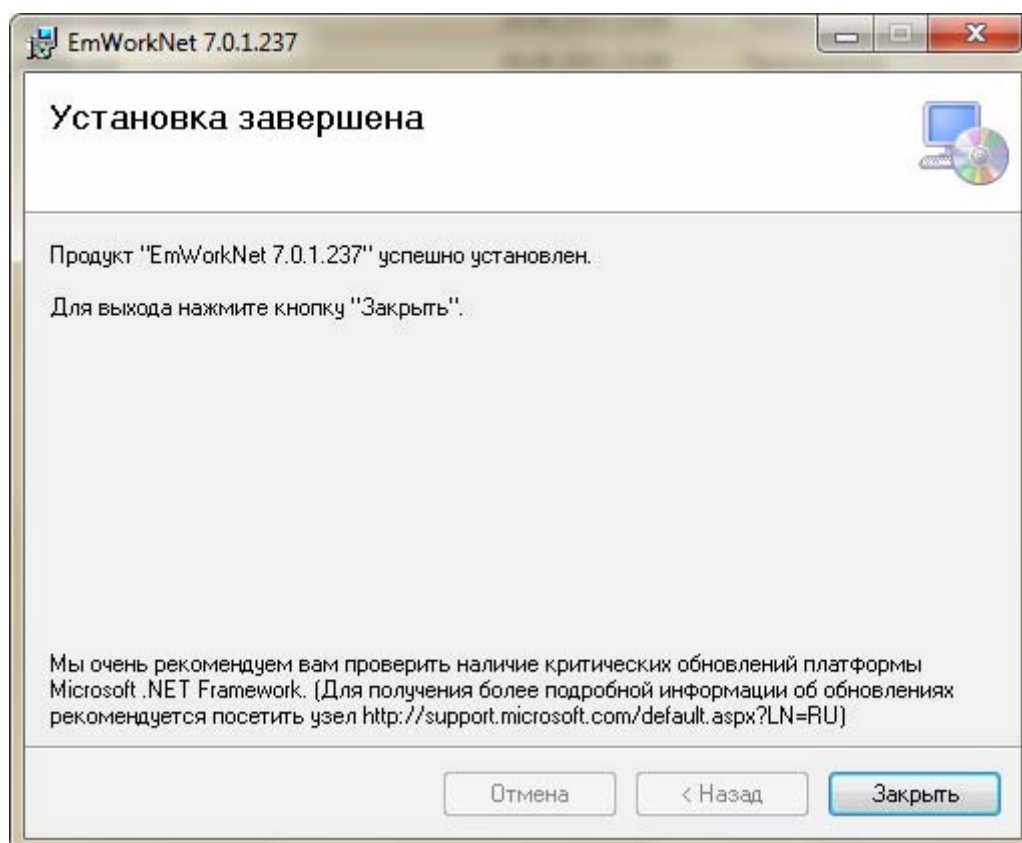 EmWorkNet 7.0.1.237
Установка завершена
Продукт "EmWorkNet 7.0.1.237" успешно установлен.
Для выхода нажмите кнопку "Закрыть".
Мы очень рекомендуем вам проверить наличие критических обновлений платформы
Microsoft .NET Framework. (Для получения более подробной информации об обновлениях
рекомендуется посетить узел http://support.microsoft.com/default.aspx?LN=RU)
Отмена
< Назад
Закрыть